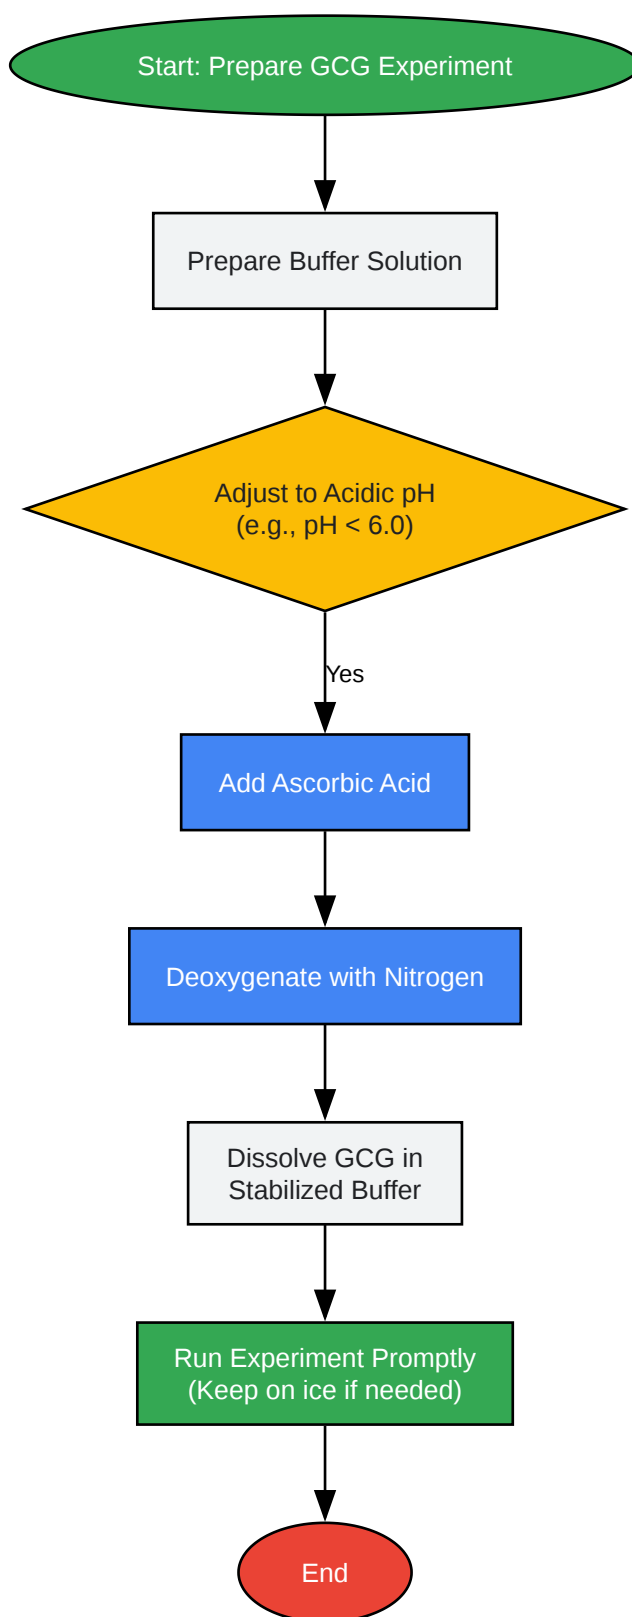 Start: Prepare GCG Experiment
Prepare Buffer Solution
Adjust to Acidic pH
(e.g., pH < 6.0)
Yes
Add Ascorbic Acid
Deoxygenate with Nitrogen
Dissolve GCG in
Stabilized Buffer
Run Experiment Promptly
(Keep on ice if needed)
End